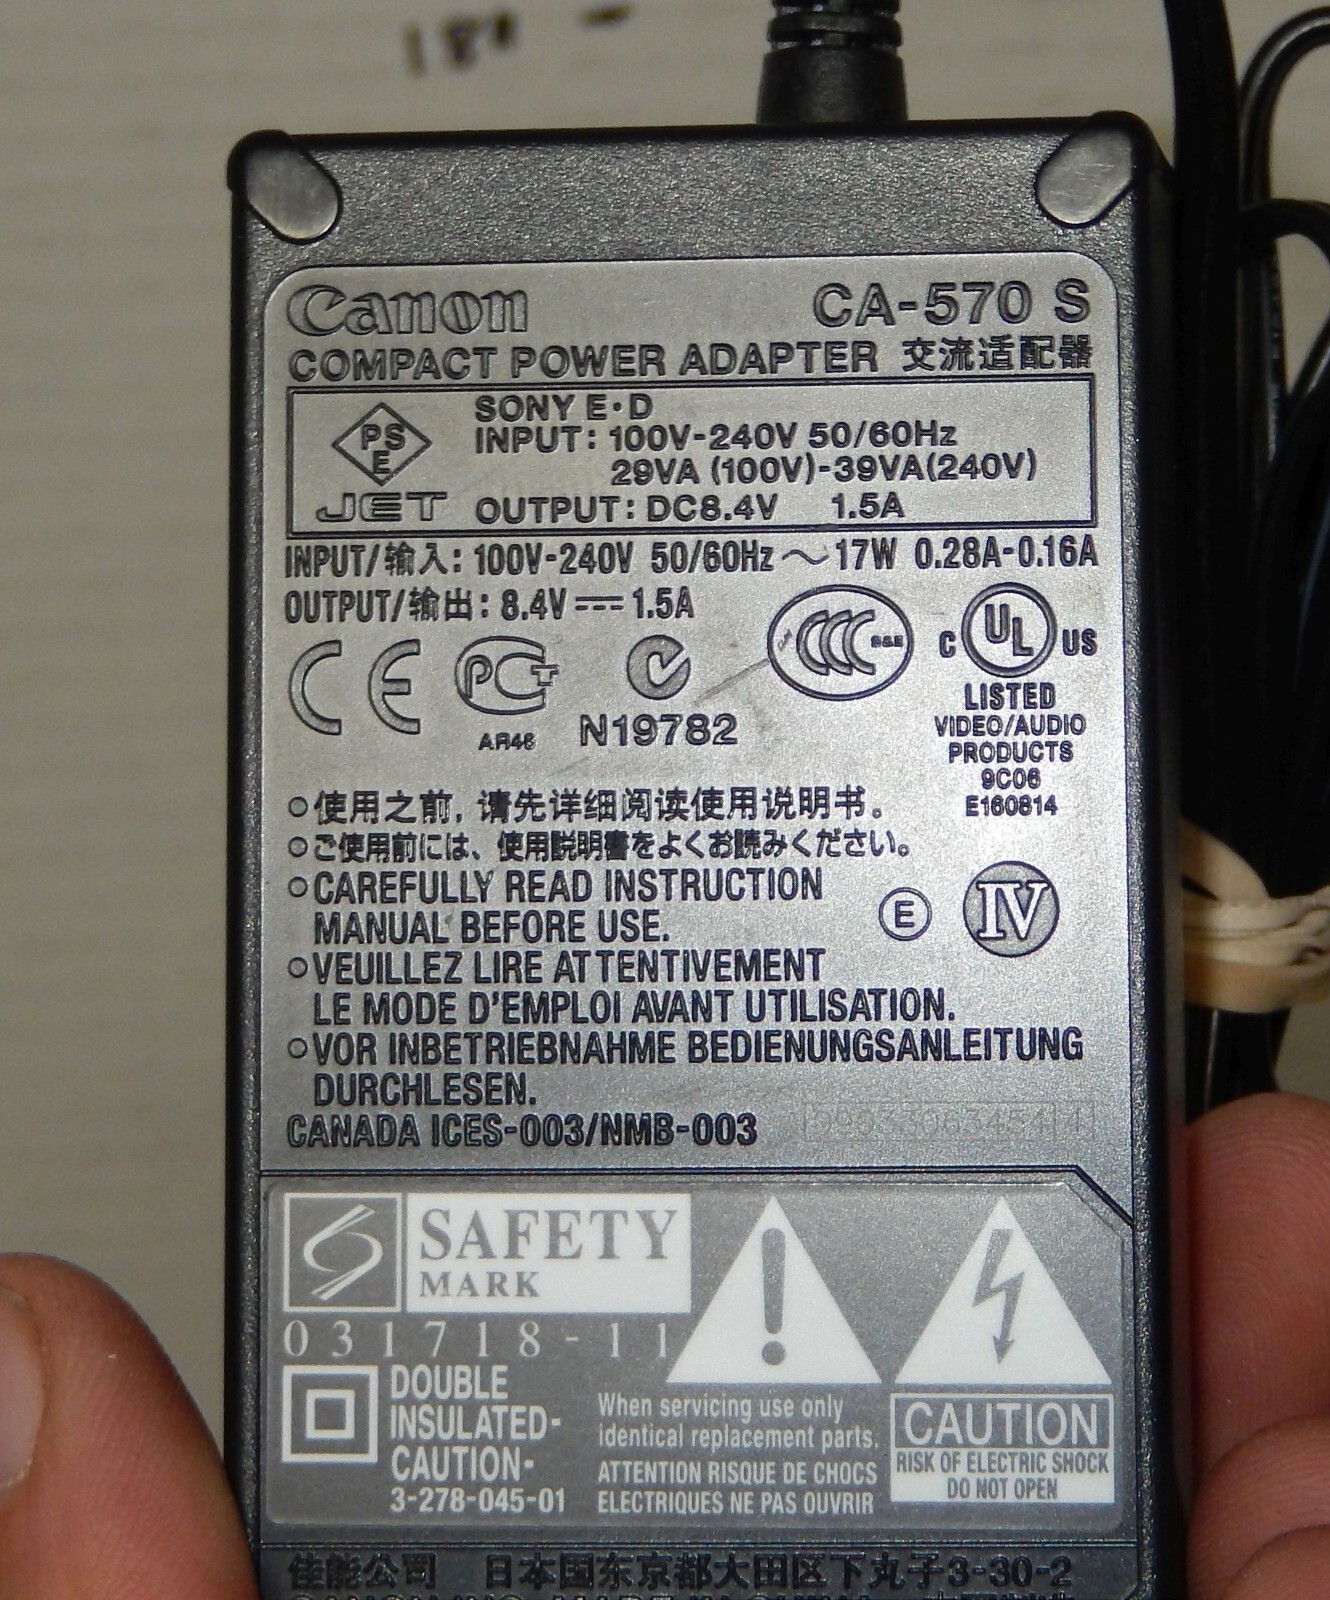 Canon CA-570 S
COMPACT POWER ADAPTER 交流适配器
PS
E
JET
SONY E·D
INPUT: 100V-240V 50/60Hz
29VA (100V)-39VA(240V)
OUTPUT: DC8.4V 1.5A
INPUT/输入: 100V-240V 50/60Hz ～ 17W 0.28A-0.16A
OUTPUT/输出: 8.4V ⎓ 1.5A
CE PCT CCC S&E C UL US
AR46 N19782
LISTED
VIDEO/AUDIO
PRODUCTS
9C06
E160814
○使用之前, 请先详细阅读使用说明书。
○ご使用前には、使用説明書をよくお読みください。
○CAREFULLY READ INSTRUCTION
MANUAL BEFORE USE.
E IV
○VEUILLEZ LIRE ATTENTIVEMENT
LE MODE D'EMPLOI AVANT UTILISATION.
○VOR INBETRIEBNAHME BEDIENUNGSANLEITUNG
DURCHLESEN.
CANADA ICES-003/NMB-003
SAFETY
MARK
031718-11
DOUBLE
INSULATED-
CAUTION-
3-278-045-01
When servicing use only
identical replacement parts.
ATTENTION RISQUE DE CHOCS
ELECTRIQUES NE PAS OUVRIR
CAUTION
RISK OF ELECTRIC SHOCK
DO NOT OPEN
佳能公司 日本国东京都大田区下丸子3-30-2